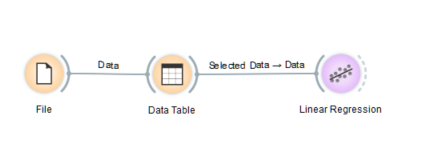 Data
Selected Data → Data
File
Data Table
Linear Regression